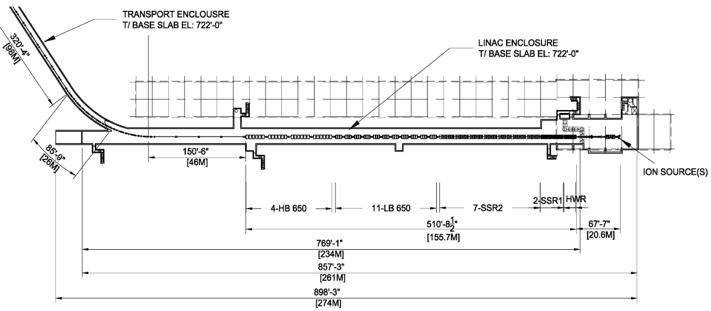 TRANSPORT ENCLOUSRE
T/ BASE SLAB EL: 722'-0"
LINAC ENCLOSURE
T/ BASE SLAB EL: 722'-0"
320'-4"
[98M]
85'-9"
[26M]
150'-6"
[46M]
ION SOURCE(S)
4-HB 650
11-LB 650
7-SSR2
2-SSR1
HWR
510'-8 1/2"
[155.7M]
67'-7"
[20.6M]
769'-1"
[234M]
857'-3"
[261M]
898'-3"
[274M]